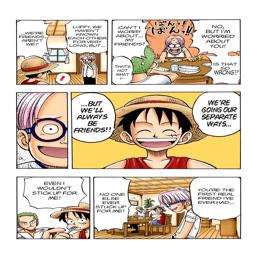 NO,
BUT I'M
WORRIED
ABOUT
YOU!
IS THAT
SO
WRONG!!
CAN'T I
WORRY
ABOUT...
MY
FRIENDS?
THAT'S
NOT
WHAT
LUFFY, WE
HAVEN'T
KNOWN
EACH
OTHER
FOR VERY
LONG, BUT...
...WE'RE
FRIENDS,
AREN'T
WE?
WE'RE
GOING OUR
SEPARATE
WAYS...
...BUT
WE'LL
ALWAYS
BE
FRIENDS!!
YOU'RE THE
FIRST REAL
FRIEND I'VE
EVER HAD...
NO ONE
ELSE
EVER
STUCK UP
FOR ME!
EVEN I
WOULDN'T
STICK UP FOR
ME!